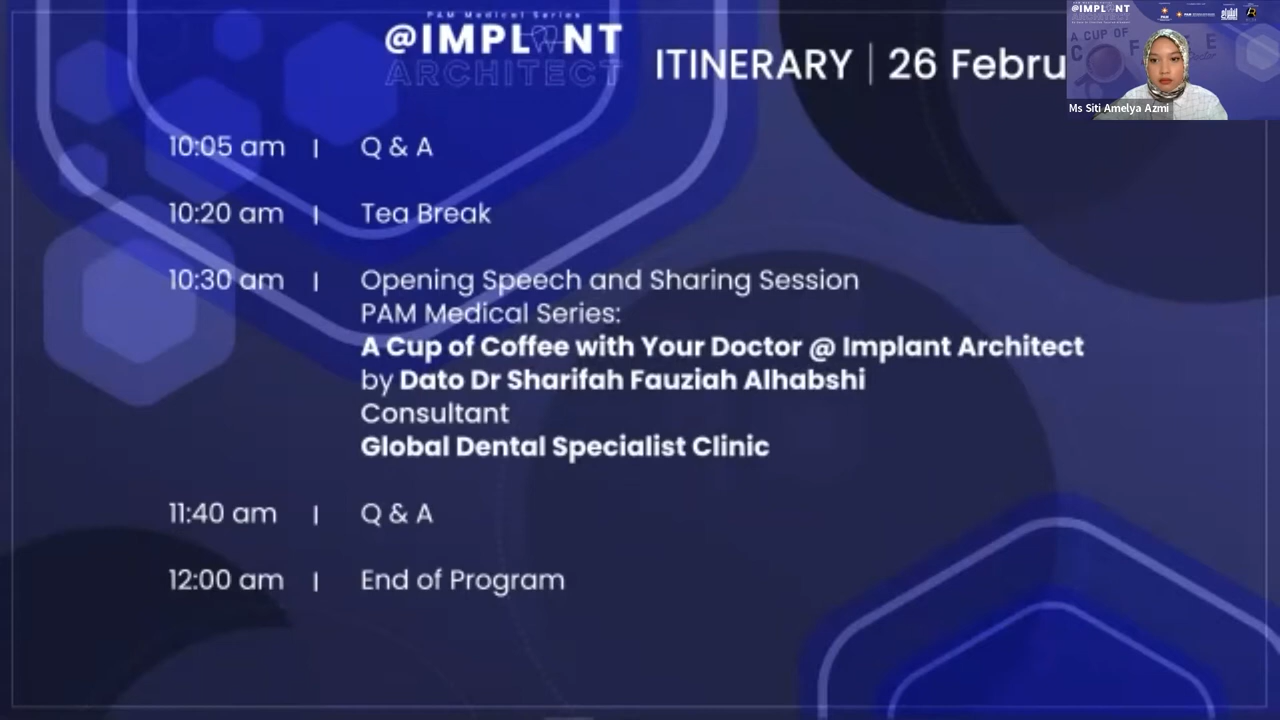 PAM Medical Series
@IMPLANT
ARCHITECT
ITINERARY | 26 Febru
@IMPLANT
A CUP OF
Ms Siti Amelya Azmi
10:05 am | Q & A
10:20 am | Tea Break
10:30 am | Opening Speech and Sharing Session
PAM Medical Series:
A Cup of Coffee with Your Doctor @ Implant Architect
by Dato Dr Sharifah Fauziah Alhabshi
Consultant
Global Dental Specialist Clinic
11:40 am | Q & A
12:00 am | End of Program